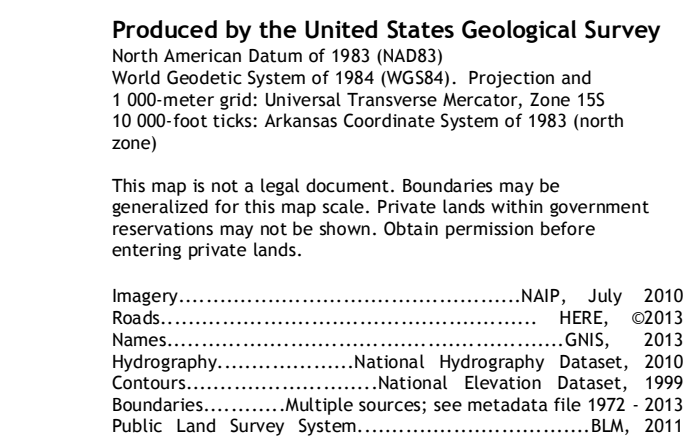 Produced by the United States Geological Survey
North American Datum of 1983 (NAD83)
World Geodetic System of 1984 (WGS84).  Projection and
1 000-meter grid: Universal Transverse Mercator, Zone 15S
10 000-foot ticks: Arkansas Coordinate System of 1983 (north
zone)
This map is not a legal document. Boundaries may be
generalized for this map scale. Private lands within government
reservations may not be shown. Obtain permission before
entering private lands.
Imagery..................................................NAIP, July 2010
Roads....................................................... HERE, ©2013
Names..........................................................GNIS, 2013
Hydrography....................National Hydrography Dataset, 2010
Contours............................National Elevation Dataset, 1999
Boundaries............Multiple sources; see metadata file 1972 - 2013
Public Land Survey System..................................BLM, 2011